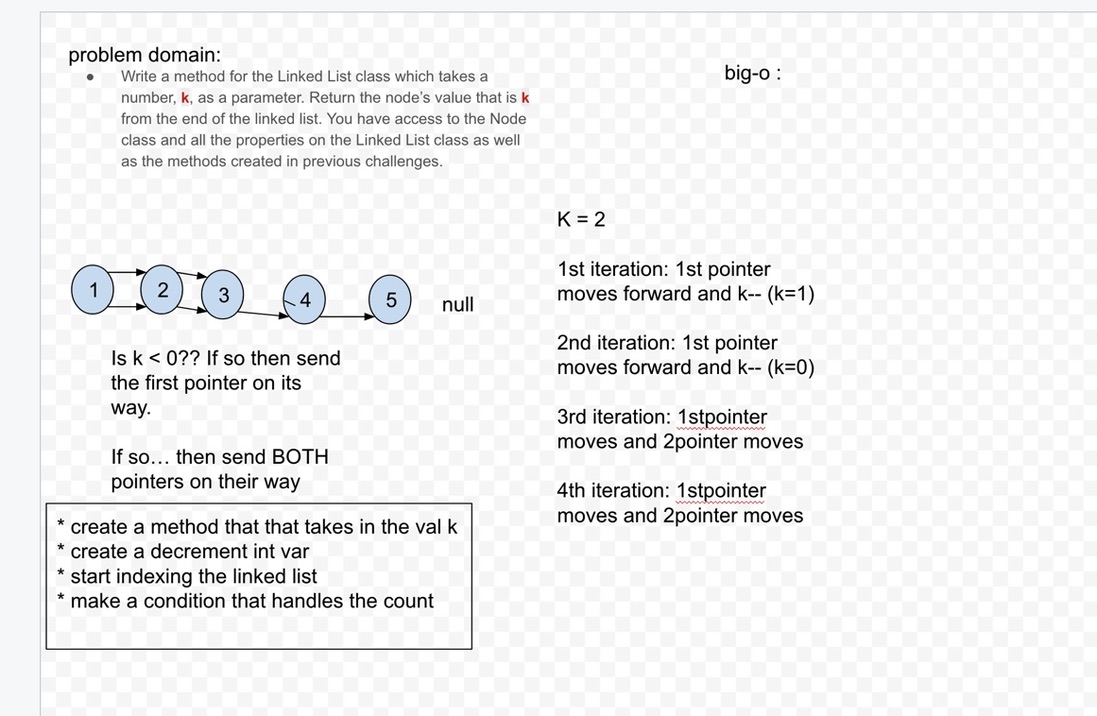 problem domain:
● Write a method for the Linked List class which takes a
number, k, as a parameter. Return the node's value that is k
from the end of the linked list. You have access to the Node
class and all the properties on the Linked List class as well
as the methods created in previous challenges.
big-o :
1 2 3 4 5 null
Is k < 0?? If so then send
the first pointer on its
way.
If so... then send BOTH
pointers on their way
* create a method that that takes in the val k
* create a decrement int var
* start indexing the linked list
* make a condition that handles the count
K = 2
1st iteration: 1st pointer
moves forward and k-- (k=1)
2nd iteration: 1st pointer
moves forward and k-- (k=0)
3rd iteration: 1stpointer
moves and 2pointer moves
4th iteration: 1stpointer
moves and 2pointer moves